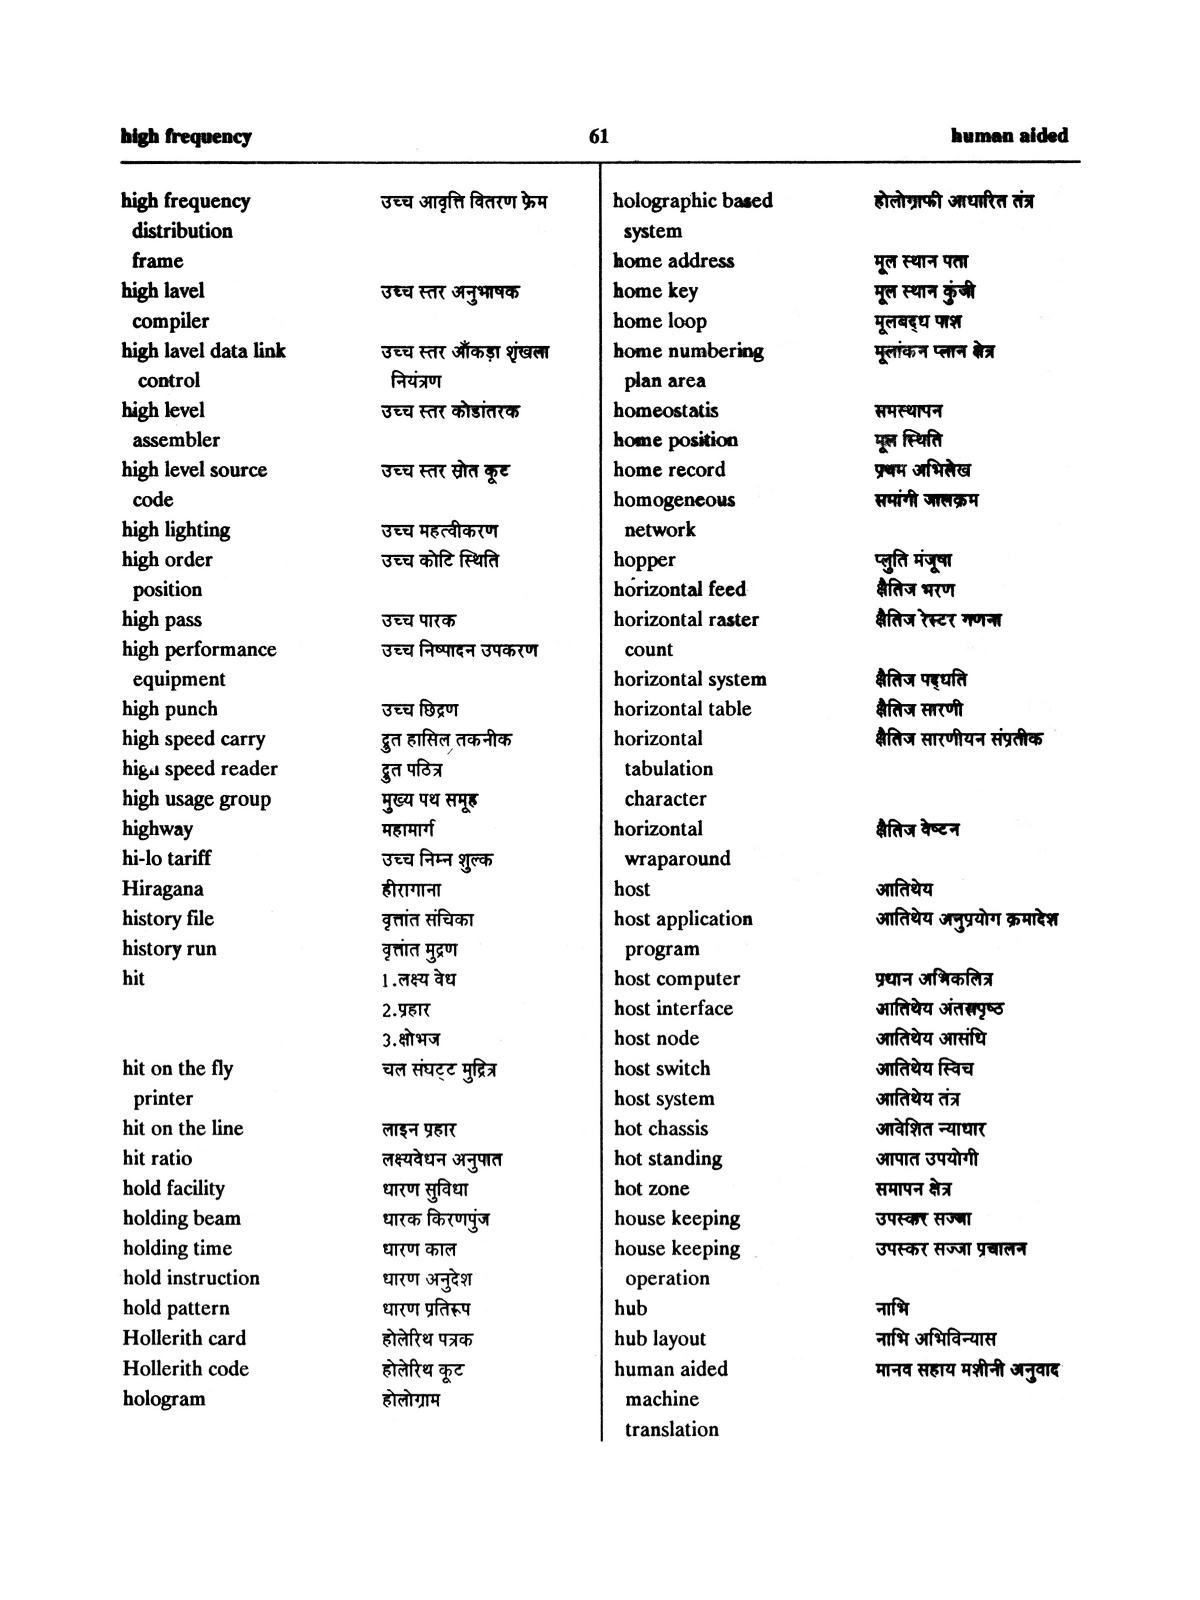 high frequency 61 human aided
high frequency उच्च आवृत्ति वितरण फ्रेम
distribution
frame
high lavel उच्च स्तर अनुभाषक
compiler
high lavel data link उच्च स्तर आँकड़ा शृंखला
control नियंत्रण
high level उच्च स्तर कोडांतरक
assembler
high level source उच्च स्तर स्रोत कूट
code
high lighting उच्च महत्वीकरण
high order उच्च कोटि स्थिति
position
high pass उच्च पारक
high performance उच्च निष्पादन उपकरण
equipment
high punch उच्च छिद्रण
high speed carry द्रुत हासिल तकनीक
high speed reader द्रुत पठित्र
high usage group मुख्य पथ समूह
highway महामार्ग
hi-lo tariff उच्च निम्न शुल्क
Hiragana हीरागाना
history file वृत्तांत संचिका
history run वृत्तांत मुद्रण
hit 1.लक्ष्य वेध
2.प्रहार
3.क्षोभज
hit on the fly चल संघट्ट मुद्रित्र
printer
hit on the line लाइन प्रहार
hit ratio लक्ष्यवेधन अनुपात
hold facility धारण सुविधा
holding beam धारक किरणपुंज
holding time धारण काल
hold instruction धारण अनुदेश
hold pattern धारण प्रतिरूप
Hollerith card होलेरिथ पत्रक
Hollerith code होलेरिथ कूट
hologram होलोग्राम
holographic based होलोग्राफी आधारित तंत्र
system
home address मूल स्थान पता
home key मूल स्थान कुंजी
home loop मूलबद्ध पाश
home numbering मूलांकन प्लान क्षेत्र
plan area
homeostatis समस्थापन
home position मूल स्थिति
home record प्रथम अभिलेख
homogeneous समांगी जालक्रम
network
hopper प्लुति मंजूषा
horizontal feed क्षैतिज भरण
horizontal raster क्षैतिज रेस्टर गणना
count
horizontal system क्षैतिज पद्धति
horizontal table क्षैतिज सारणी
horizontal क्षैतिज सारणीयन संप्रतीक
tabulation
character
horizontal क्षैतिज वेष्टन
wraparound
host आतिथेय
host application आतिथेय अनुप्रयोग क्रमादेश
program
host computer प्रधान अभिकलित्र
host interface आतिथेय अंतरापृष्ठ
host node आतिथेय आसंधि
host switch आतिथेय स्विच
host system आतिथेय तंत्र
hot chassis आवेशित न्याधार
hot standing आपात उपयोगी
hot zone समापन क्षेत्र
house keeping उपस्कर सज्जा
house keeping उपस्कर सज्जा प्रचालन
operation
hub नाभि
hub layout नाभि अभिविन्यास
human aided मानव सहाय मशीनी अनुवाद
machine
translation